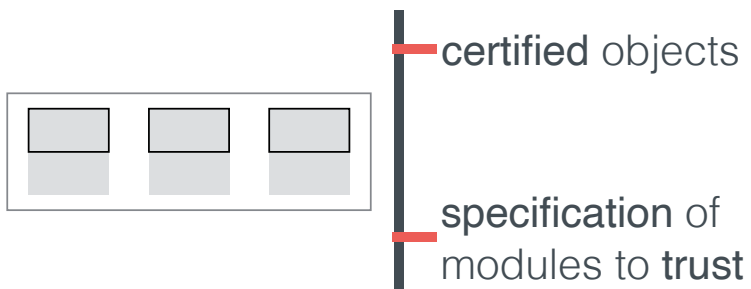 certified objects
specification of
modules to trust